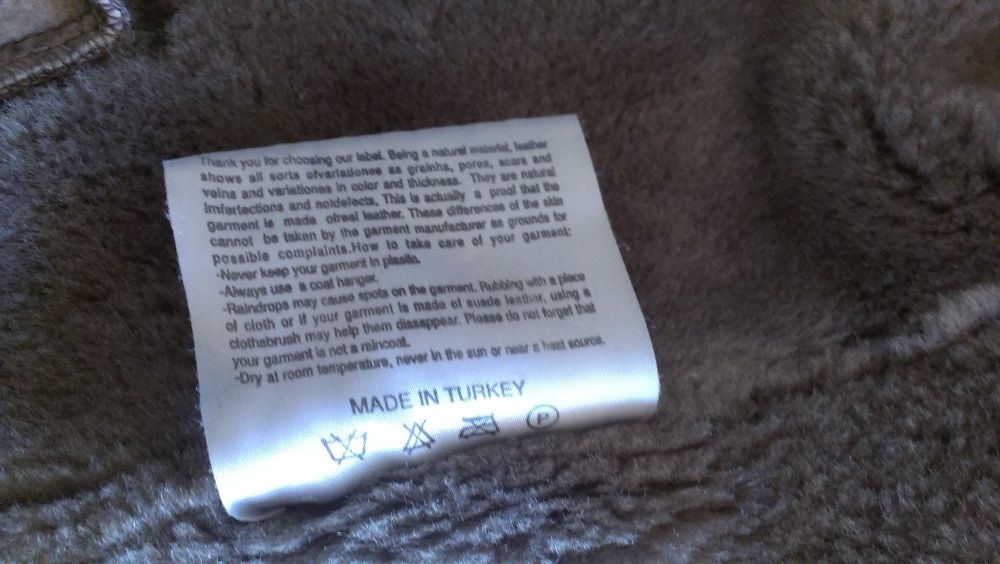 Thank you for choosing our label. Being a natural material, leather
shows all sorts ofvariationes as grainhs, pores, scars and
veins and variationes in color and thickness. They are natural
imfertections and notdefects, This is actually a proof that the
garment is made ofreal leather. These differences of the skin
cannot be taken by the garment manufacturer as grounds for
possible complaints.How to take care of your garment:
-Never keep your garment in plastic.
-Always use a coat hanger.
-Raindrops may cause spots on the garment. Rubbing with a place
of cloth or if your garment is made of suede leather, using a
clothsbrush may help them disappear. Please do not forget that
your garment is not a raincoat.
-Dry at room temperature, never in the sun or near a heat source.
MADE IN TURKEY
P